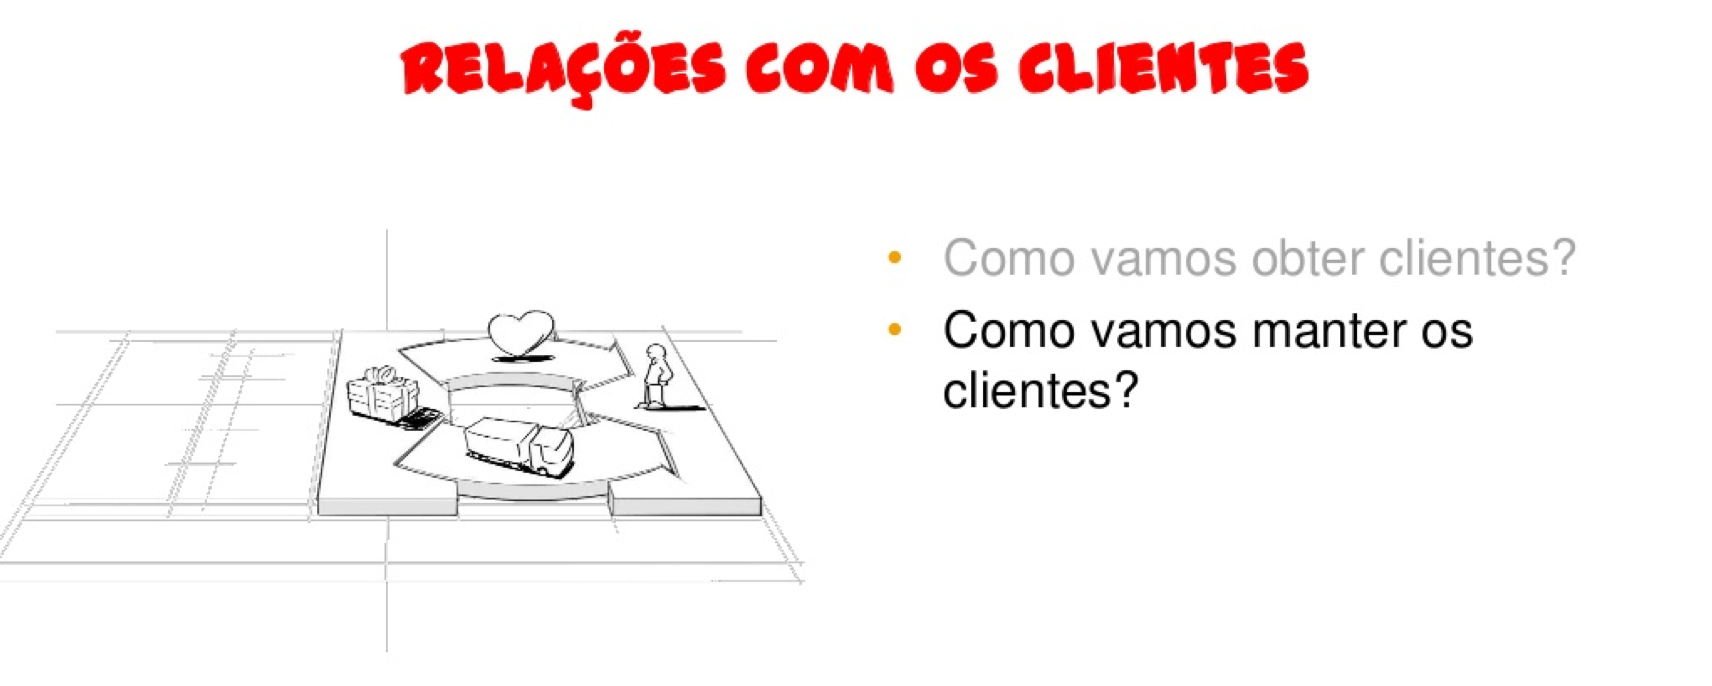 RELAÇÕES COM OS CLIENTES
• Como vamos obter clientes?
• Como vamos manter os
clientes?